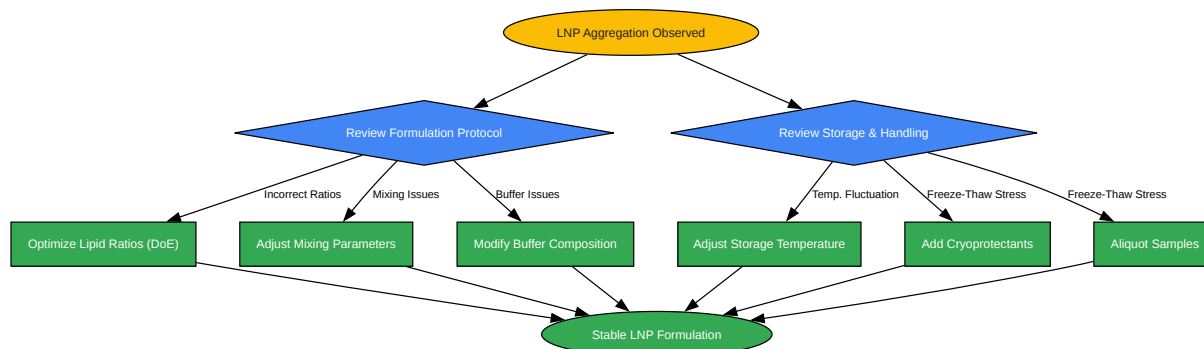 LNP Aggregation Observed
Review Formulation Protocol
Review Storage & Handling
Incorrect Ratios
Mixing Issues
Buffer Issues
Temp. Fluctuation
Freeze-Thaw Stress
Freeze-Thaw Stress
Optimize Lipid Ratios (DoE)
Adjust Mixing Parameters
Modify Buffer Composition
Adjust Storage Temperature
Add Cryoprotectants
Aliquot Samples
Stable LNP Formulation